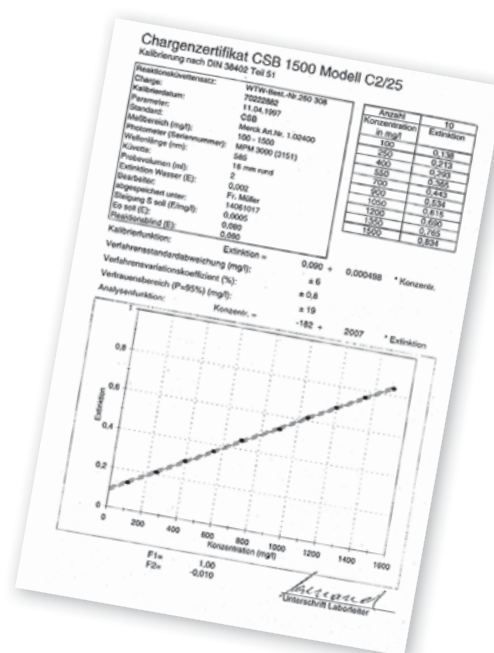 Chargenzertifikat CSB 1500 Modell C2/25
Kalibrierung nach DIN 38402 Teil 51
Reaktionsküvettensatz: WTW-Best.-Nr.250 308
Charge: 70222882
Kalibrierdatum: 11.04.1997
Parameter: CSB
Standard: Merck Art.Nr. 1.02400
Meßbereich (mg/l): 100 - 1500
Photometer (Seriennummer): MPM 3000 (2151)
Wellenlänge (nm): 585
Küvette: 16 mm rund
Probevolumen (ml): 2
Extinktion Wasser (E): 0,002
Bearbeiter: Fr. Müller
abgespeichert unter: 14061017
Steigung S soll (E/mg/l): 0,0005
Eo soll (E): 0,080
Reaktionsblind (E): 0,090
Anzahl 10
Konzentration in mg/l Extinktion
100 0,138
250 0,213
400 0,293
550 0,365
700 0,443
900 0,534
1050 0,615
1200 0,690
1350 0,765
1500 0,834
Kalibrierfunktion: Extinktion = 0,090 + 0,000498 * Konzentr.
Verfahrensstandardabweichung (mg/l): ± 6
Verfahrensvariationskoeffizient (%): ± 0,8
Vertrauensbereich (P=95%) (mg/l): ± 19
Analysenfunktion: Konzentr. = -182 + 2007 * Extinktion
1
0,8
0,6
0,4
0,2
0
Extinktion
0 200 400 600 800 1000 1200 1400 1600
Konzentration (mg/l)
F1= 1,00
F2= -0,010
Unterschrift Laborleiter